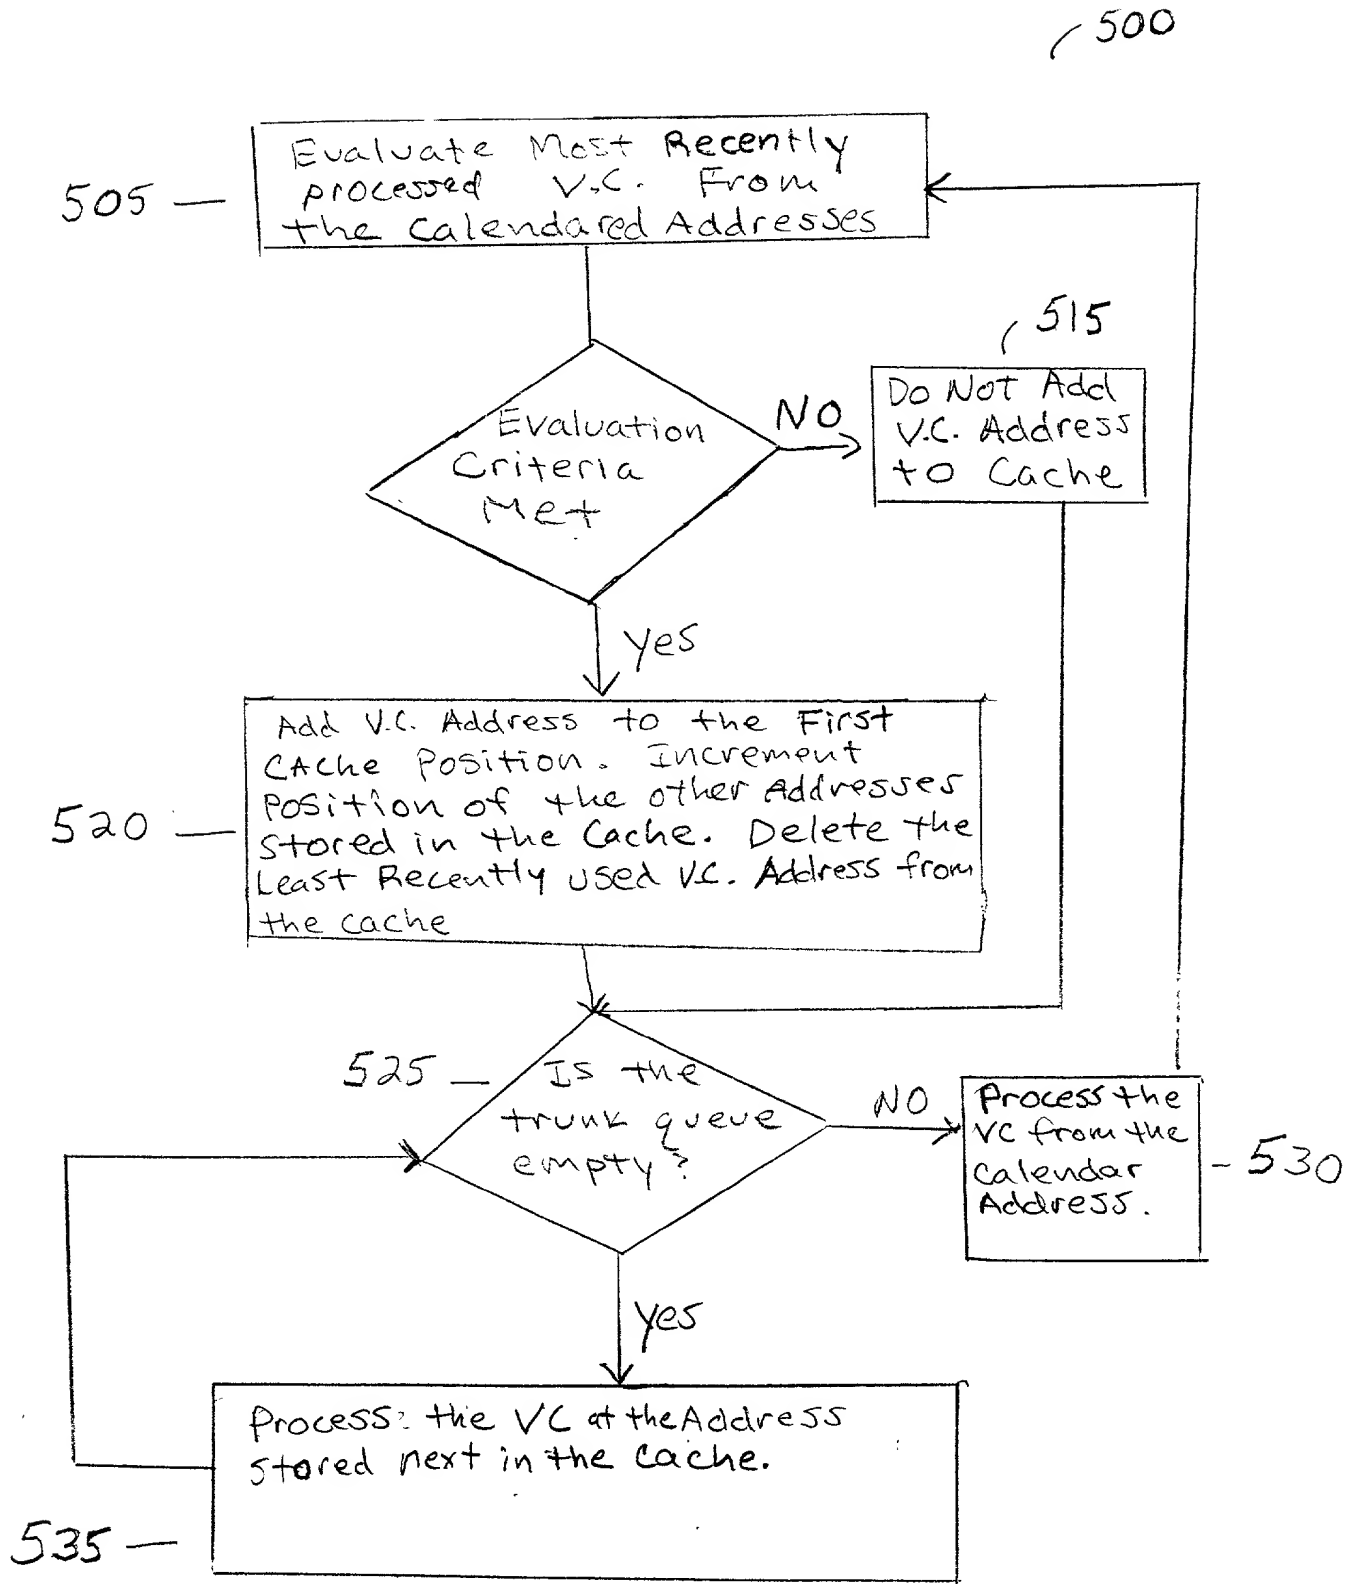 500
Evaluate Most Recently
processed V.C. From
the Calendared Addresses
505
515
Do Not Add
V.C. Address
to Cache
NO
Evaluation
Criteria
Met
yes
Add V.C. Address to the First
CAche Position. Increment
Position of the other Addresses
stored in the Cache. Delete the
Least Recently used V.C. Address from
the cache
520
525
Is the
trunk queue
empty?
NO
Process the
VC from the
Calendar
Address.
530
yes
Process: the VC at the Address
stored next in the Cache.
535